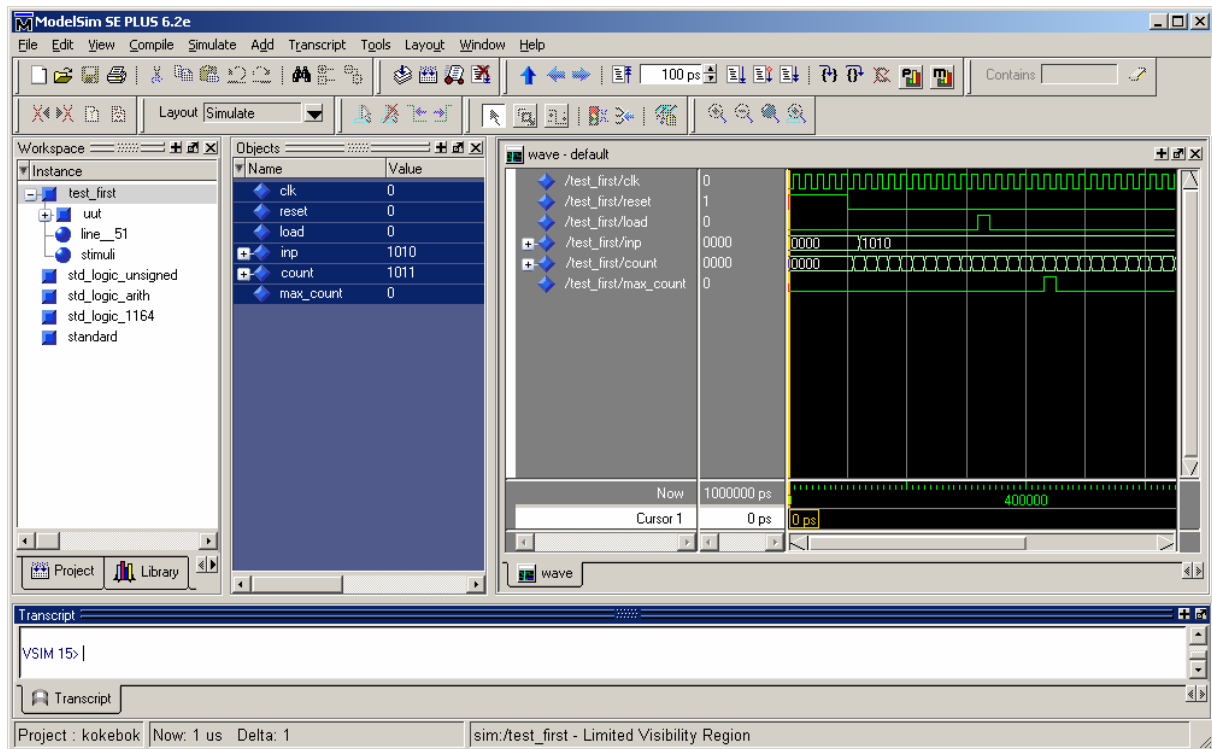 ModelSim SE PLUS 6.2e
File Edit View Compile Simulate Add Transcript Tools Layout Window Help
100 ps
Contains
Layout Simulate
Workspace
Instance
test_first
uut
line__51
stimuli
std_logic_unsigned
std_logic_arith
std_logic_1164
standard
Project Library
Objects
Name Value
clk 0
reset 0
load 0
inp 1010
count 1011
max_count 0
wave - default
/test_first/clk 0
/test_first/reset 1
/test_first/load 0
/test_first/inp 0000 0000 1010
/test_first/count 0000 0000
/test_first/max_count 0
Now 1000000 ps 400000
Cursor 1 0 ps 0 ps
wave
Transcript
VSIM 15>
Transcript
Project : kokebok Now: 1 us Delta: 1 sim:/test_first - Limited Visibility Region